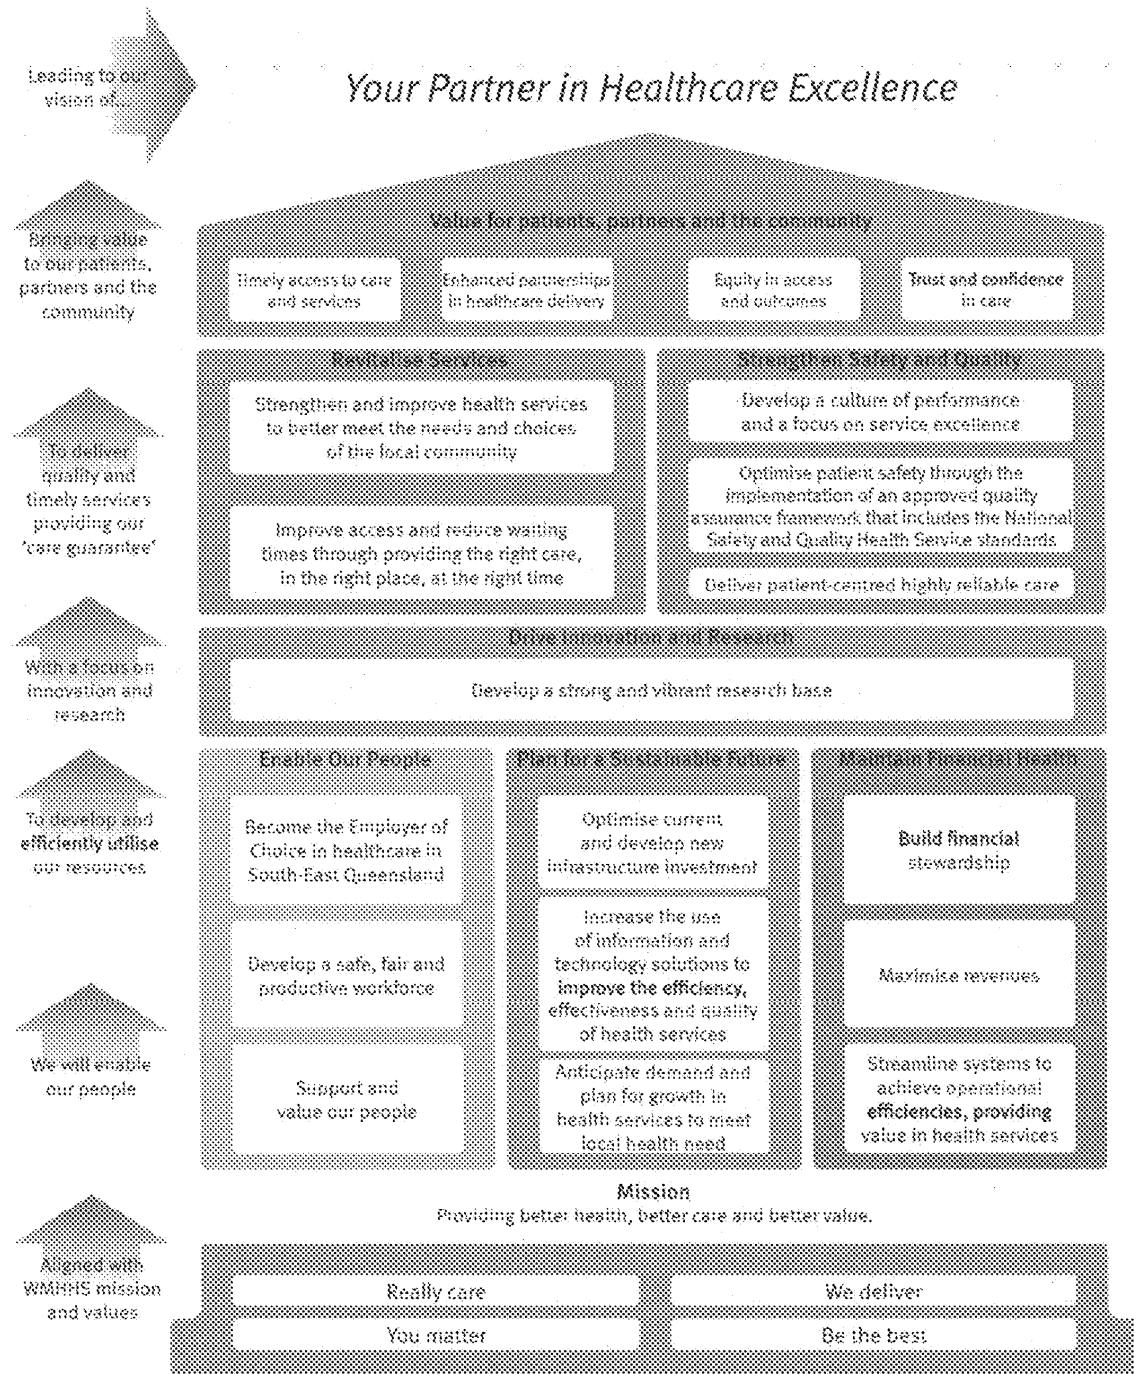 Leading to our
vision of...
Your Partner in Healthcare Excellence
Bringing value
to our patients,
partners and the
community
Value for patients, partners and the community
Timely access to care
and services
Enhanced partnerships
in healthcare delivery
Equity in access
and outcomes
Trust and confidence
in care
To deliver
quality and
timely services
providing our
'care guarantee'
Revitalise Services
Strengthen and improve health services
to better meet the needs and choices
of the local community
Improve access and reduce waiting
times through providing the right care,
in the right place, at the right time
Strengthen Safety and Quality
Develop a culture of performance
and a focus on service excellence
Optimise patient safety through the
implementation of an approved quality
assurance framework that includes the National
Safety and Quality Health Service standards
Deliver patient-centred highly reliable care
With a focus on
innovation and
research
Drive Innovation and Research
Develop a strong and vibrant research base
To develop and
efficiently utilise
our resources
We will enable
our people
Enable Our People
Become the Employer of
Choice in healthcare in
South-East Queensland
Develop a safe, fair and
productive workforce
Support and
value our people
Plan for a Sustainable Future
Optimise current
and develop new
infrastructure investment
Increase the use
of information and
technology solutions to
improve the efficiency,
effectiveness and quality
of health services
Anticipate demand and
plan for growth in
health services to meet
local health need
Maintain Financial Health
Build financial
stewardship
Maximise revenues
Streamline systems to
achieve operational
efficiencies, providing
value in health services
Mission
Providing better health, better care and better value.
Aligned with
WMHHS mission
and values
Really care
We deliver
You matter
Be the best